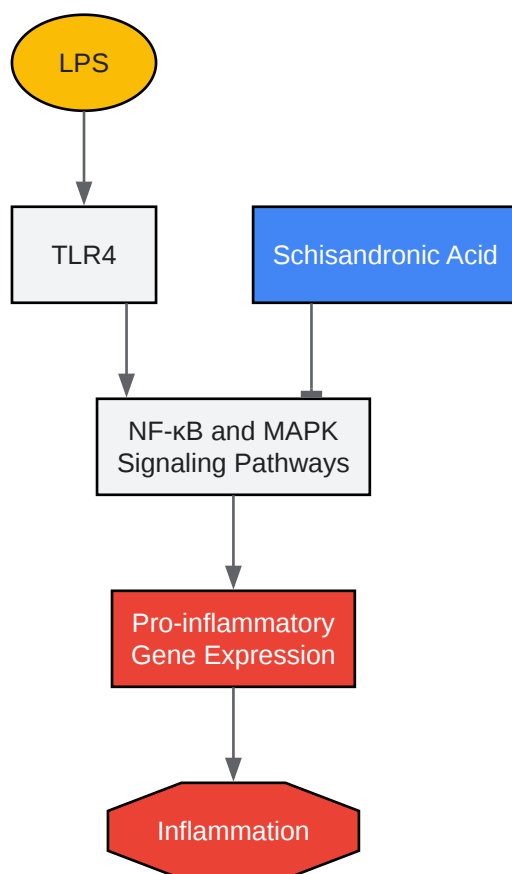 LPS
TLR4
Schisandronic Acid
NF-κB and MAPK
Signaling Pathways
Pro-inflammatory
Gene Expression
Inflammation